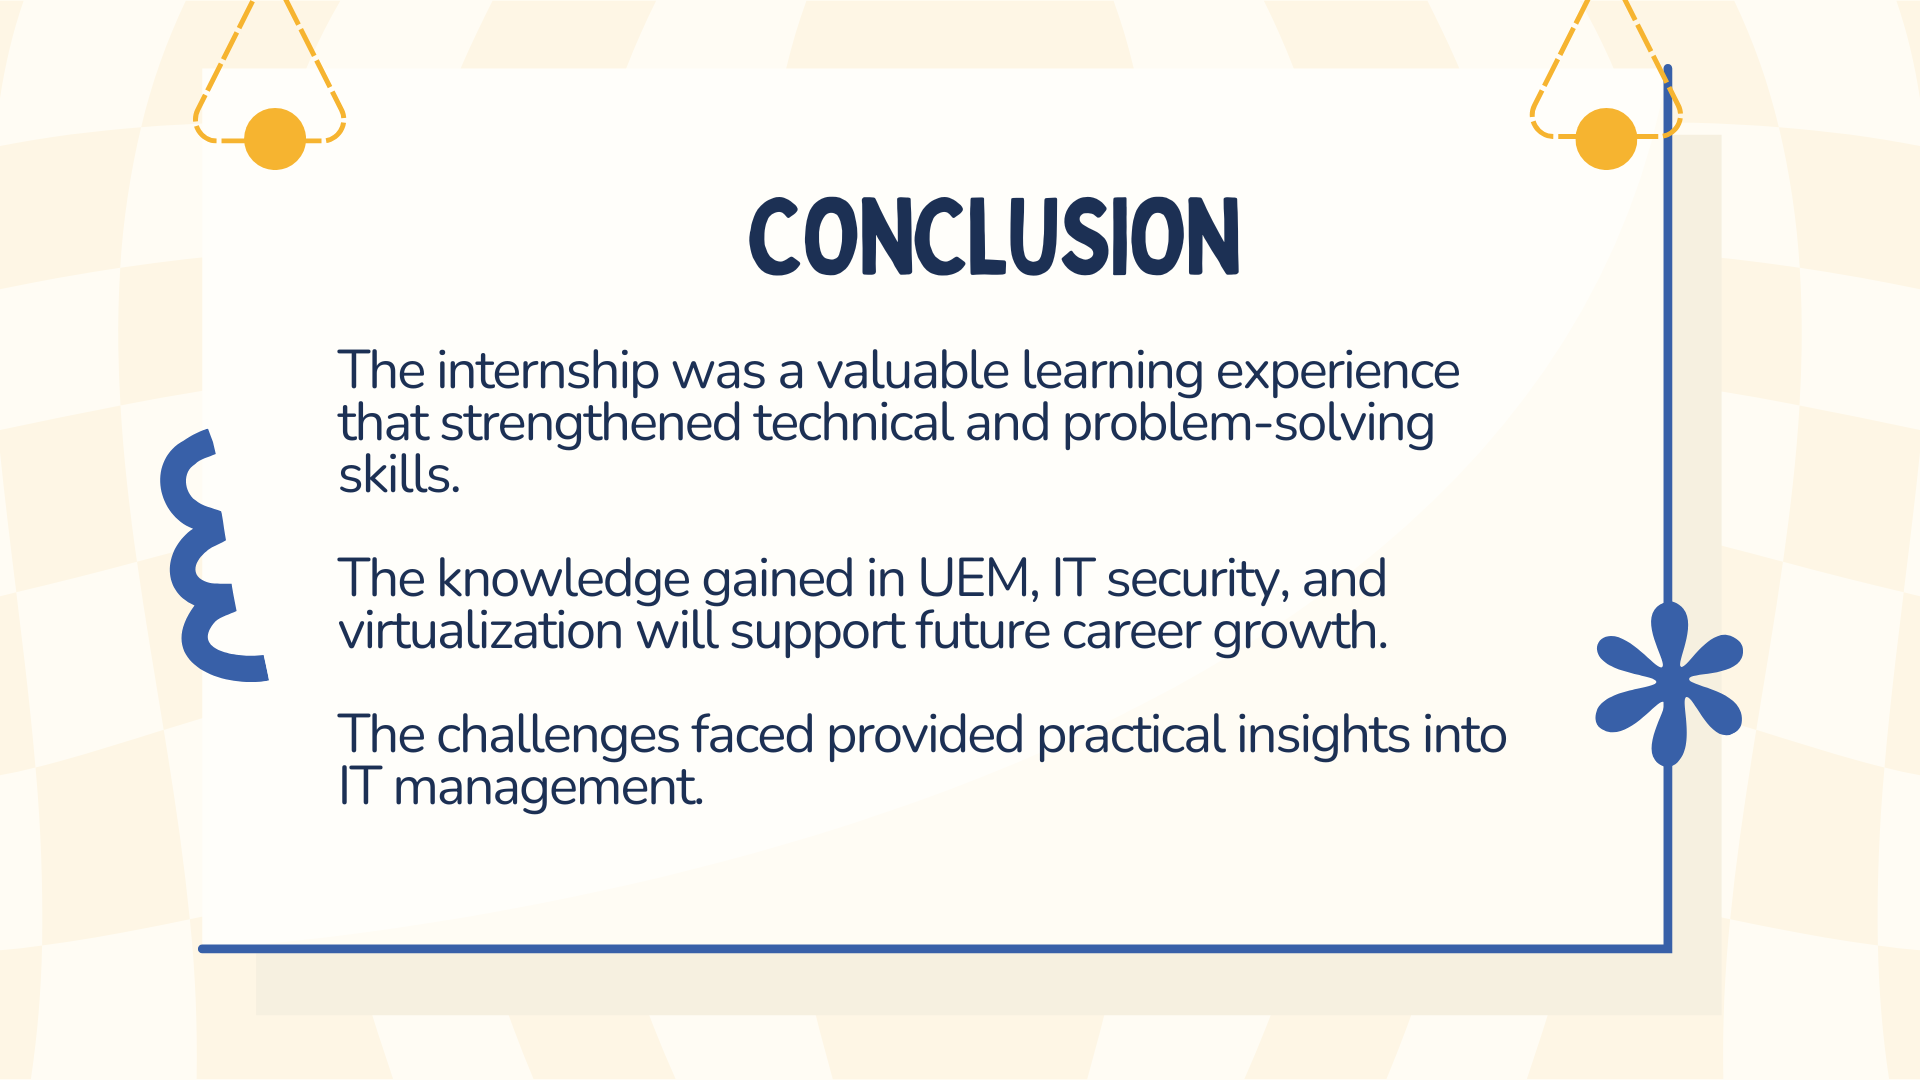 CONCLUSION
The internship was a valuable learning experience
that strengthened technical and problem-solving
skills.
The knowledge gained in UEM, IT security, and
virtualization will support future career growth.
The challenges faced provided practical insights into
IT management.